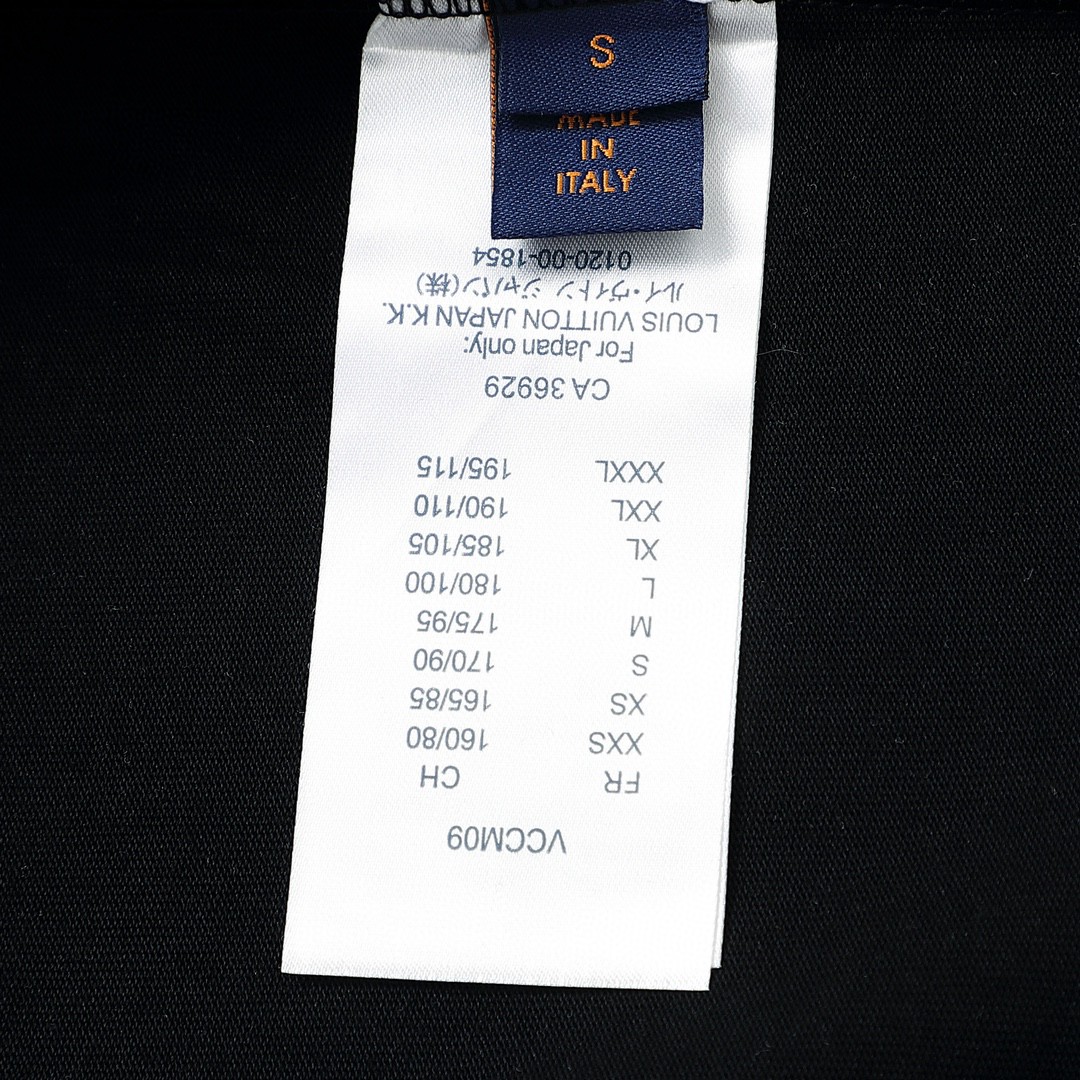 S
MADE
IN
ITALY
VCCM09
FR CH
XXS 160/80
XS 165/85
S 170/90
M 175/95
L 180/100
XL 185/105
XXL 190/110
XXXL 195/115
CA 36929
For Japan only:
LOUIS VUITTON JAPAN K.K.
ルイ・ヴィトン ジャパン(株)
0120-00-1854